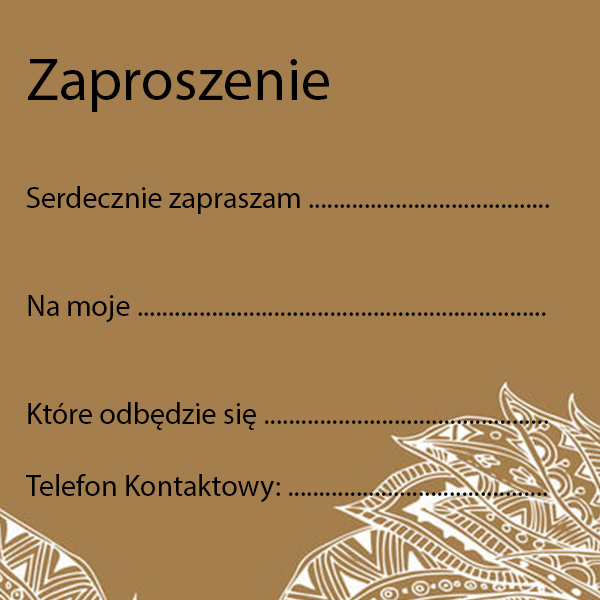 Zaproszenie
Serdecznie zapraszam .......................................
Na moje ..................................................................
Które odbędzie się ..............................................
Telefon Kontaktowy: ..........................................